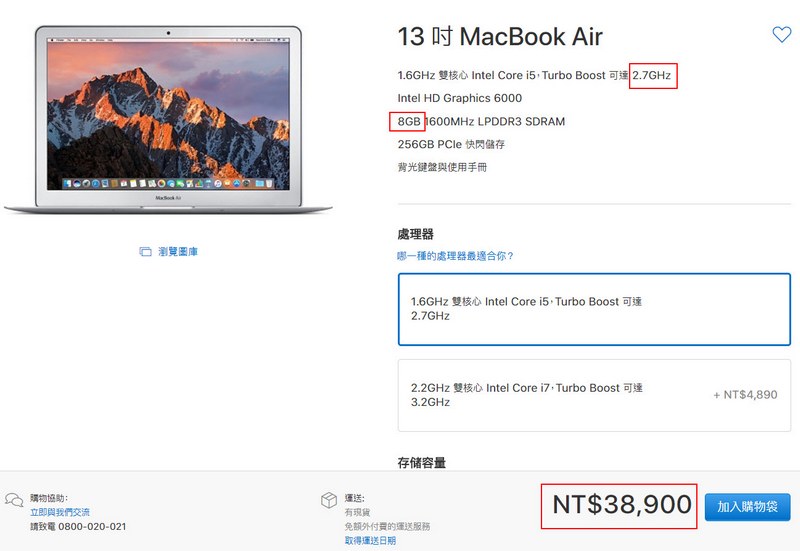 13 吋 MacBook Air
1.6GHz 雙核心 Intel Core i5，Turbo Boost 可達 2.7GHz
Intel HD Graphics 6000
8GB 1600MHz LPDDR3 SDRAM
256GB PCIe 快閃儲存
背光鍵盤與使用手冊
MacBook Air
瀏覽圖庫
處理器
哪一種的處理器最適合你？
1.6GHz 雙核心 Intel Core i5，Turbo Boost 可達
2.7GHz
2.2GHz 雙核心 Intel Core i7，Turbo Boost 可達
3.2GHz
+ NT$4,890
存儲容量
購物協助：
立即與我們交流
請致電 0800-020-021
運送:
有現貨
免額外付費的運送服務
取得運送日期
NT$38,900
加入購物袋